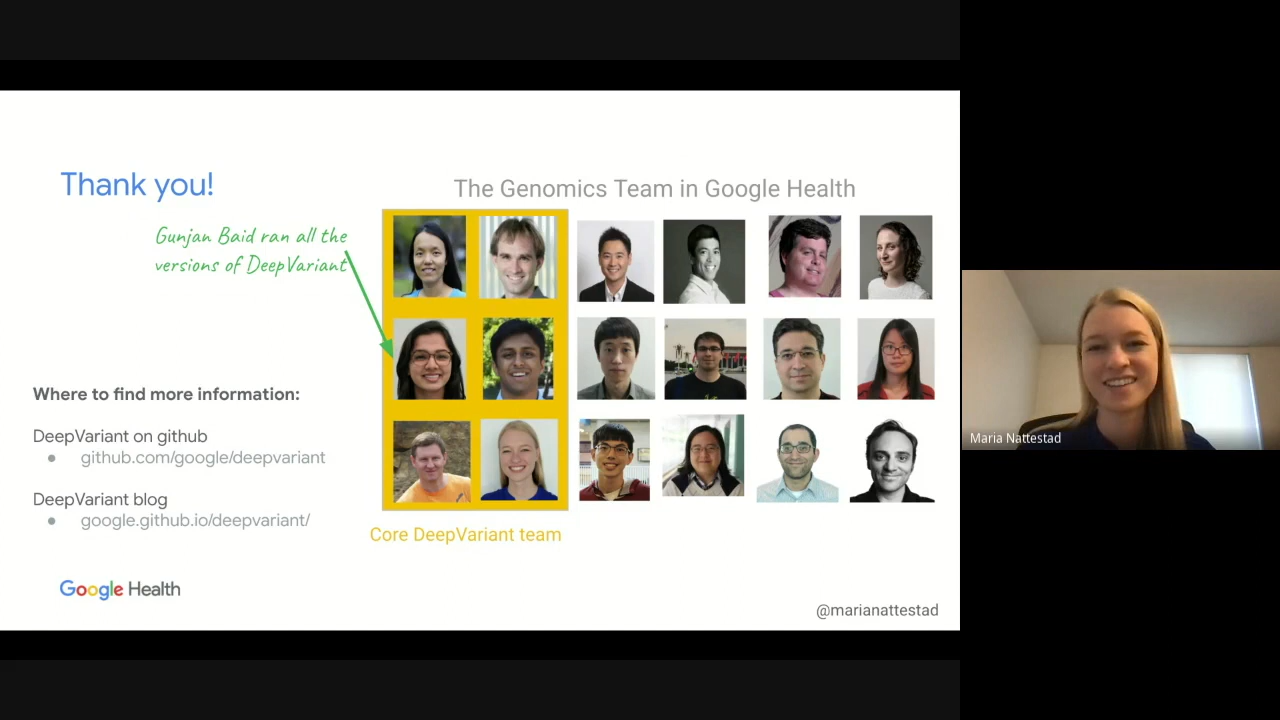 Thank you!
The Genomics Team in Google Health
Gunjan Baid ran all the
versions of DeepVariant
Where to find more information:
DeepVariant on github
● github.com/google/deepvariant
DeepVariant blog
● google.github.io/deepvariant/
Core DeepVariant team
Google Health
@marianattestad
Maria Nattestad